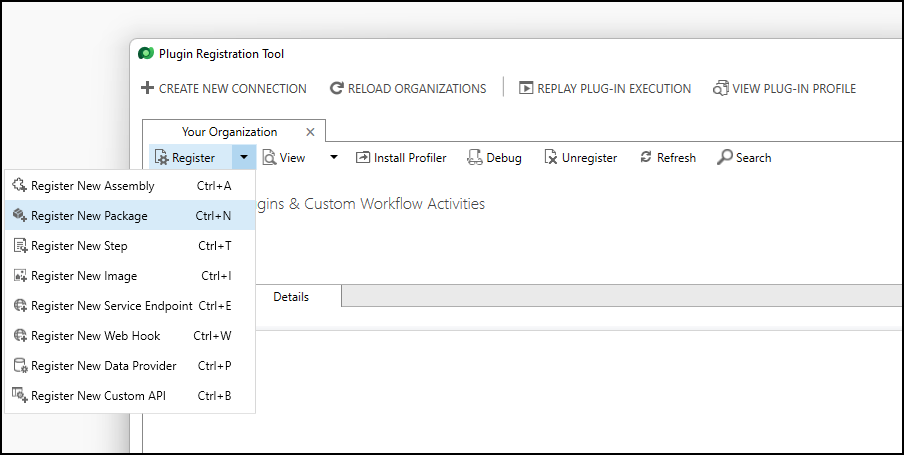 Plugin Registration Tool
CREATE NEW CONNECTION RELOAD ORGANIZATIONS REPLAY PLUG-IN EXECUTION VIEW PLUG-IN PROFILE
Your Organization
Register View Install Profiler Debug Unregister Refresh Search
Register New Assembly Ctrl+A
Register New Package Ctrl+N
& Custom Workflow Activities
Register New Step Ctrl+T
Register New Image Ctrl+I
Register New Service Endpoint Ctrl+E
Details
Register New Web Hook Ctrl+W
Register New Data Provider Ctrl+P
Register New Custom API Ctrl+B